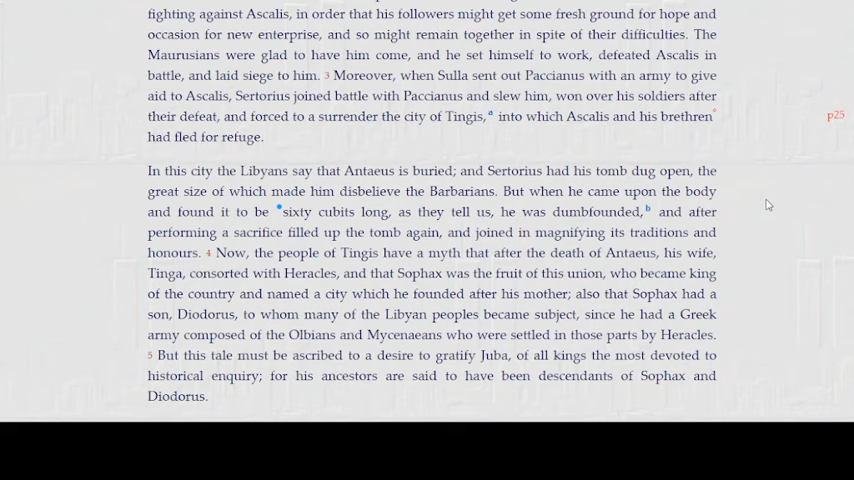 fighting against Ascalis, in order that his followers might get some fresh ground for hope and
occasion for new enterprise, and so might remain together in spite of their difficulties. The
Maurusians were glad to have him come, and he set himself to work, defeated Ascalis in
battle, and laid siege to him. 3 Moreover, when Sulla sent out Paccianus with an army to give
aid to Ascalis, Sertorius joined battle with Paccianus and slew him, won over his soldiers after
their defeat, and forced to a surrender the city of Tingis,a into which Ascalis and his brethren° p25
had fled for refuge.
In this city the Libyans say that Antaeus is buried; and Sertorius had his tomb dug open, the
great size of which made him disbelieve the Barbarians. But when he came upon the body
and found it to be •sixty cubits long, as they tell us, he was dumbfounded,b and after
performing a sacrifice filled up the tomb again, and joined in magnifying its traditions and
honours. 4 Now, the people of Tingis have a myth that after the death of Antaeus, his wife,
Tinga, consorted with Heracles, and that Sophax was the fruit of this union, who became king
of the country and named a city which he founded after his mother; also that Sophax had a
son, Diodorus, to whom many of the Libyan peoples became subject, since he had a Greek
army composed of the Olbians and Mycenaeans who were settled in those parts by Heracles.
5 But this tale must be ascribed to a desire to gratify Juba, of all kings the most devoted to
historical enquiry; for his ancestors are said to have been descendants of Sophax and
Diodorus.